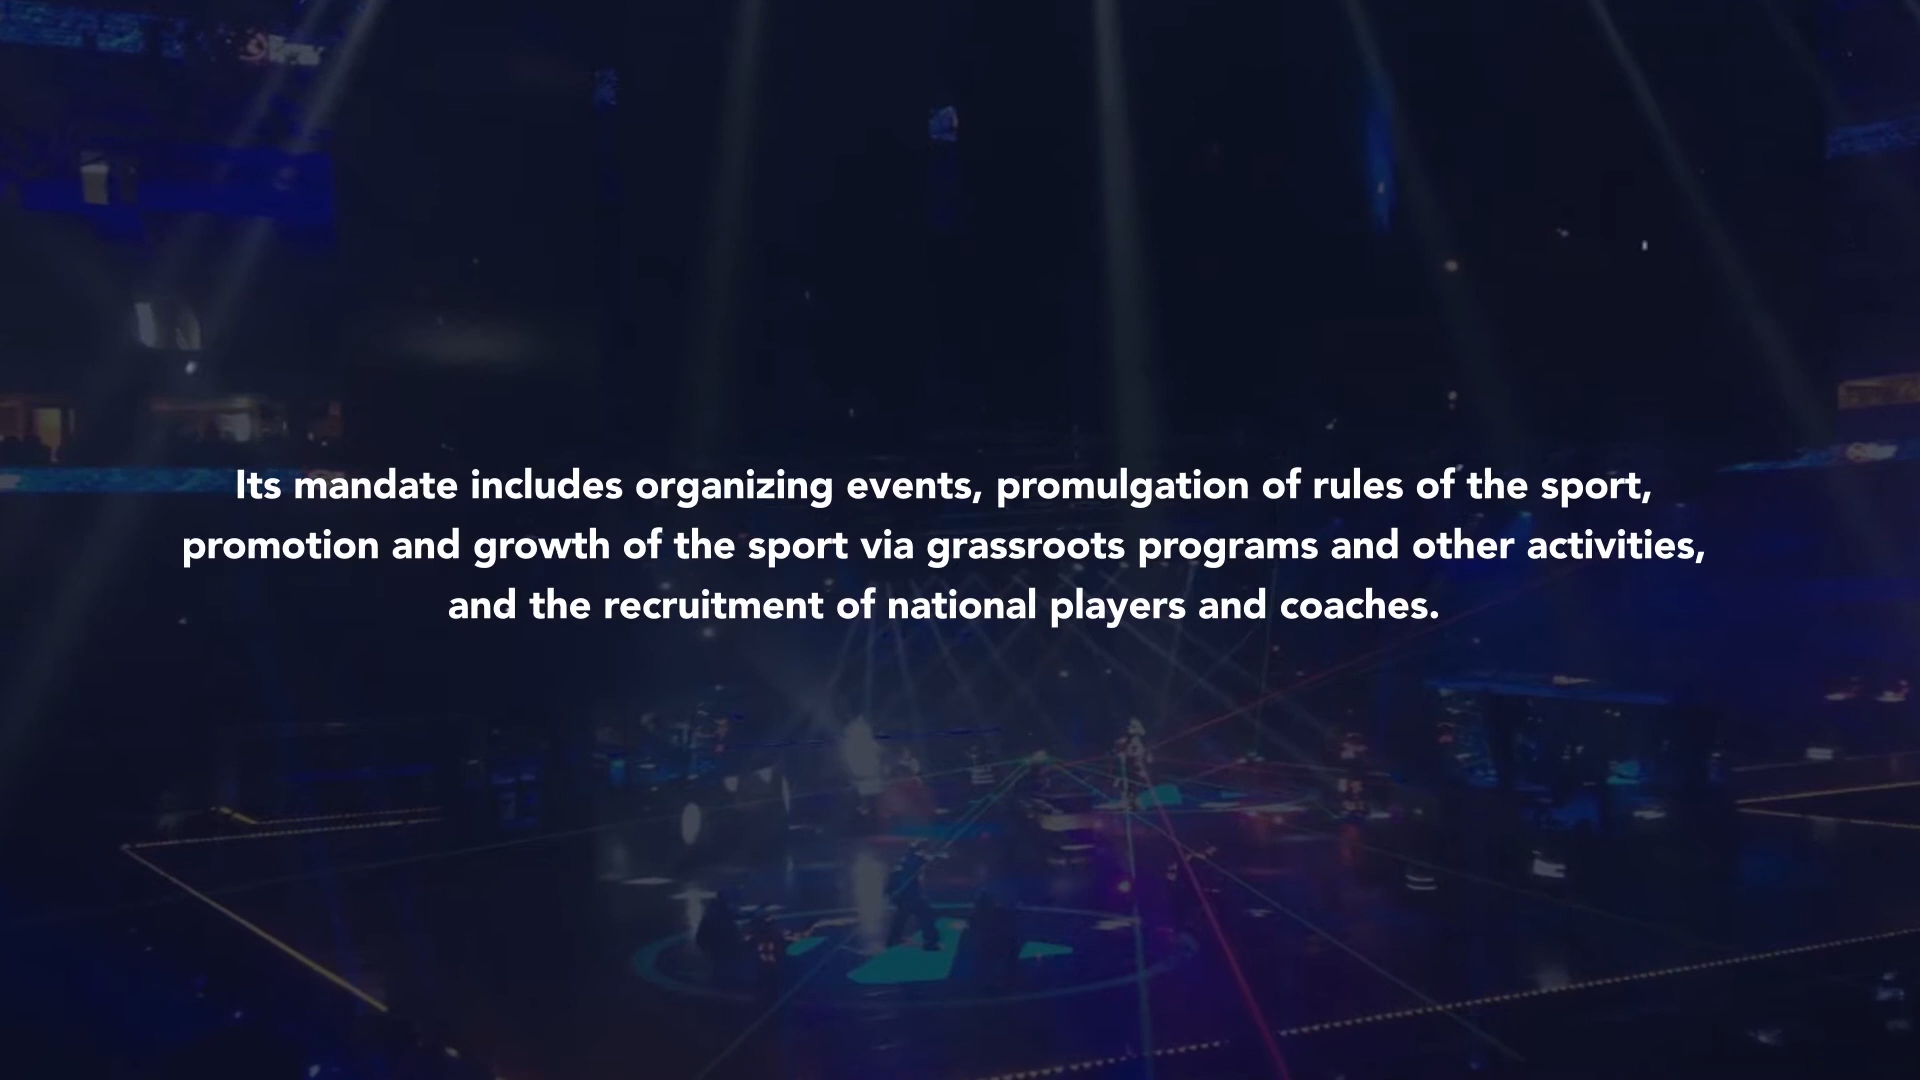 Its mandate includes organizing events, promulgation of rules of the sport,
promotion and growth of the sport via grassroots programs and other activities,
and the recruitment of national players and coaches.